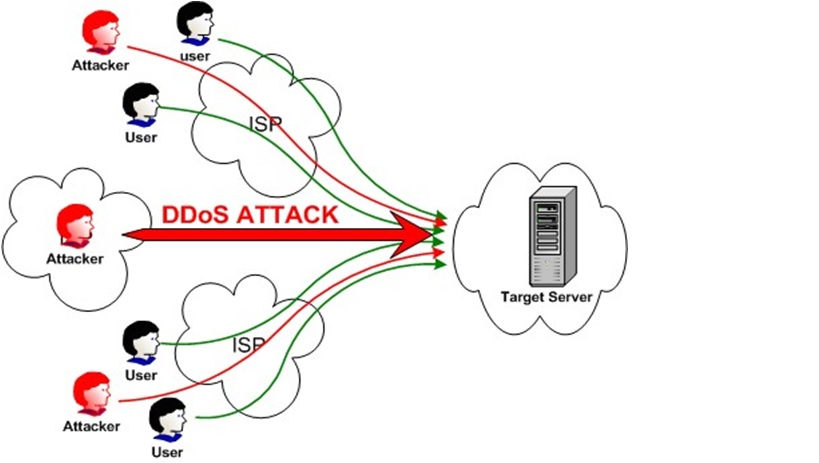 Attacker
user
User
ISP
DDoS ATTACK
Attacker
Target Server
ISP
User
Attacker
User